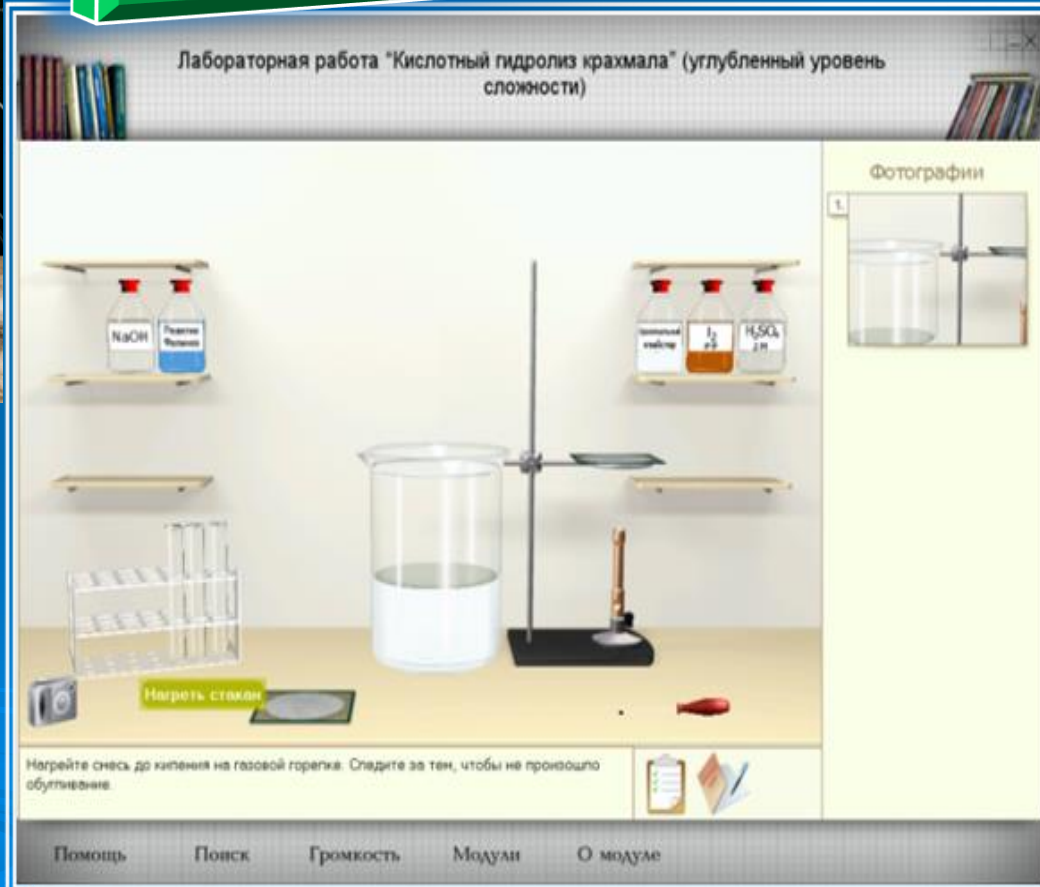 Лабораторная работа "Кислотный гидролиз крахмала" (углубленный уровень
сложности)
Фотографии
1.
NaOH
I₂
H₂SO₄
Нагреть стакан
Нагрейте смесь до кипения на газовой горелке. Следите за тем, чтобы не произошло
обугливание.
Помощь
Поиск
Громкость
Модули
О модуле